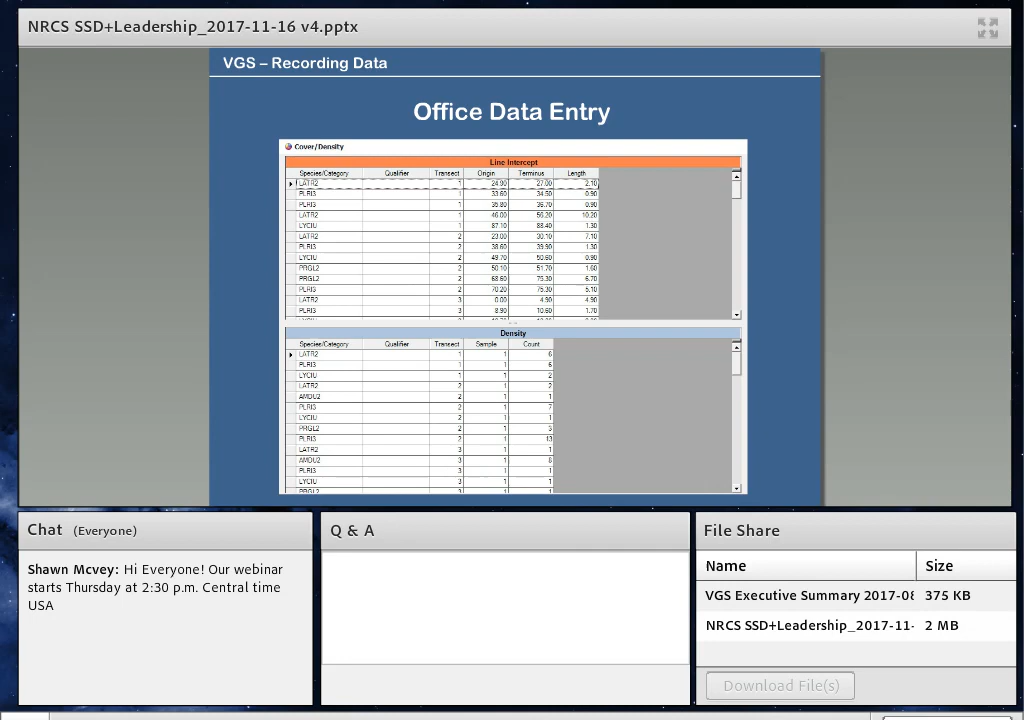 NRCS SSD+Leadership_2017-11-16 v4.pptx
VGS – Recording Data
Office Data Entry
Cover/Density
Line Intercept
Species/Category Qualifier Transect Origin Terminus Length
LATR2 1 24.90 27.00 2.10
PLRI3 1 33.60 34.50 0.90
PLRI3 1 35.80 36.70 0.90
LATR2 1 46.00 56.20 10.20
LYCIU 1 87.10 88.40 1.30
LATR2 2 23.00 30.10 7.10
PLRI3 2 38.60 39.90 1.30
LYCIU 2 49.70 50.60 0.90
PRGL2 2 50.10 51.70 1.60
PRGL2 2 68.60 75.30 6.70
PLRI3 2 70.20 75.30 5.10
LATR2 3 0.00 4.90 4.90
PLRI3 3 8.90 10.60 1.70
Density
Species/Category Qualifier Transect Sample Count
LATR2 1 1 6
PLRI3 1 1 6
LYCIU 1 1 2
LATR2 2 1 2
AMDU2 2 1 1
PLRI3 2 1 7
LYCIU 2 1 1
PRGL2 2 1 3
PLRI3 2 1 13
LATR2 3 1 1
AMDU2 3 1 8
PLRI3 3 1 1
LYCIU 3 1 1
PRGL2 3 1 1
Chat (Everyone)
Shawn Mcvey: Hi Everyone! Our webinar
starts Thursday at 2:30 p.m. Central time
USA
Q & A
File Share
Name Size
VGS Executive Summary 2017-08 375 KB
NRCS SSD+Leadership_2017-11- 2 MB
Download File(s)